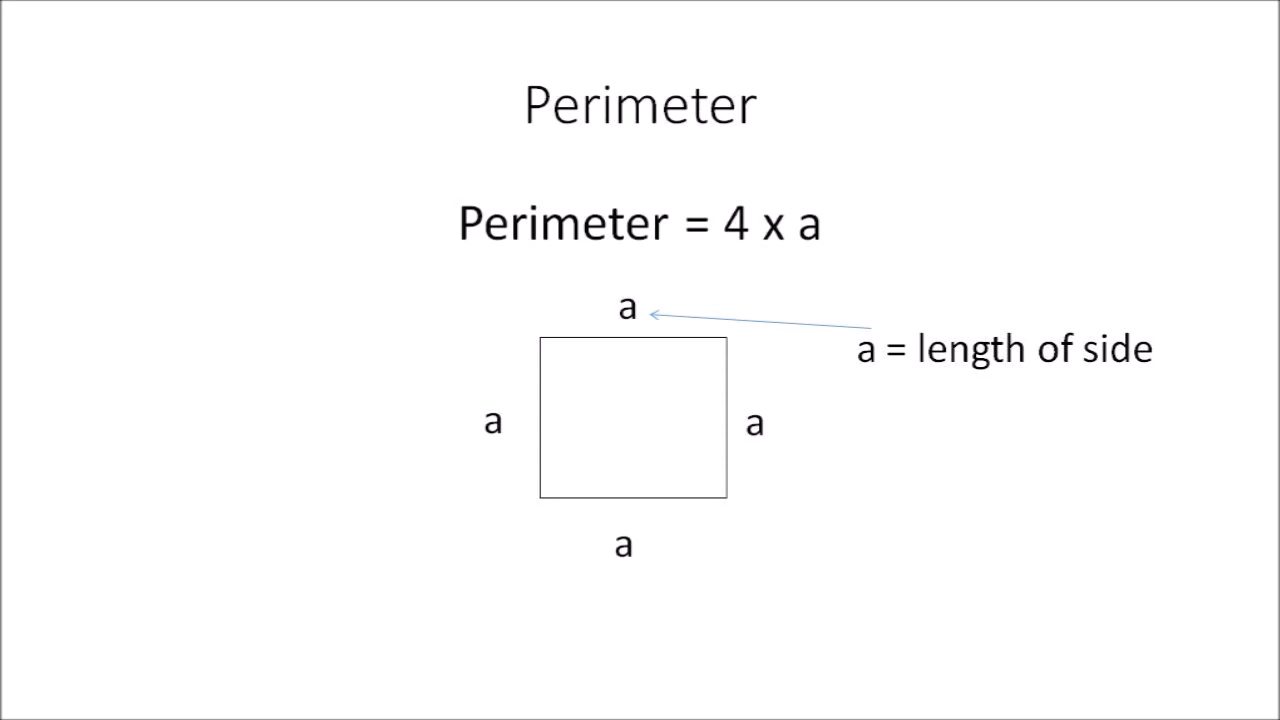 Perimeter
Perimeter = 4 x a
a
a = length of side
a
a
a